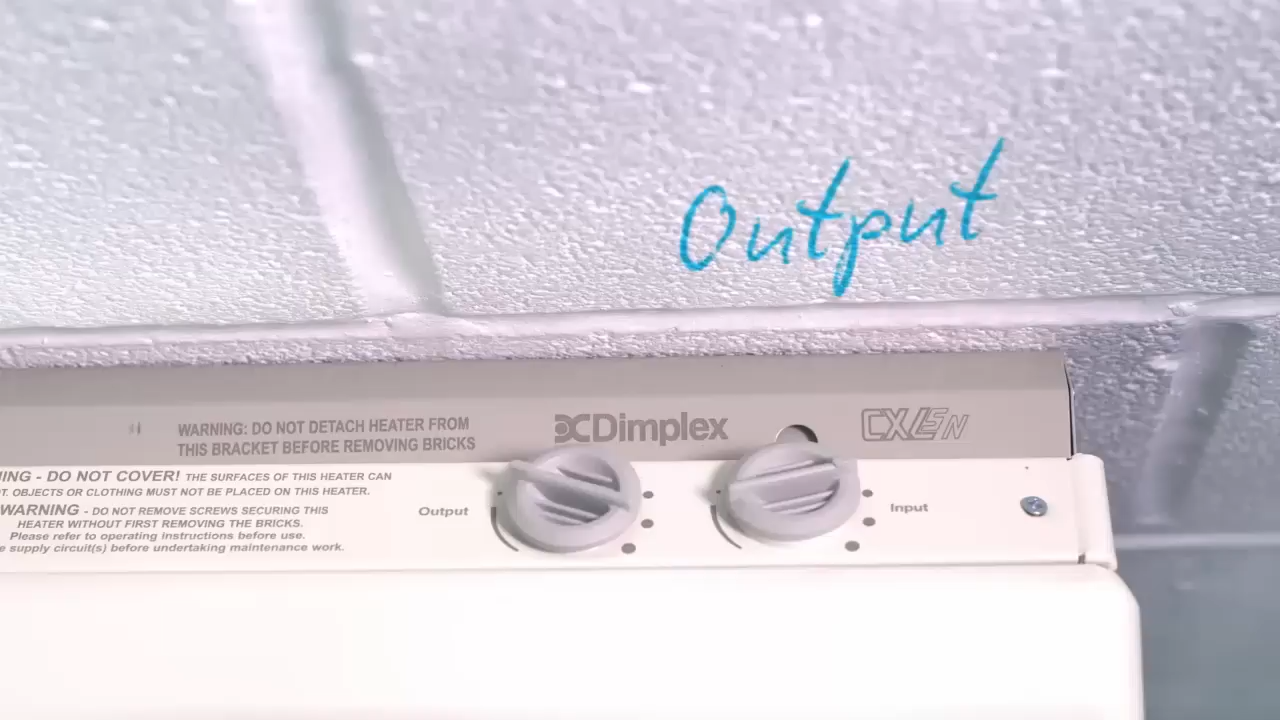 Output
WARNING: DO NOT DETACH HEATER FROM
THIS BRACKET BEFORE REMOVING BRICKS
Dimplex
CXLEN
- DO NOT COVER! THE SURFACES OF THIS HEATER CAN
OBJECTS OR CLOTHING MUST NOT BE PLACED ON THIS HEATER.
WARNING - DO NOT REMOVE SCREWS SECURING THIS
HEATER WITHOUT FIRST REMOVING THE BRICKS.
Please refer to operating instructions before use.
supply circuit(s) before undertaking maintenance work.
Output
Input